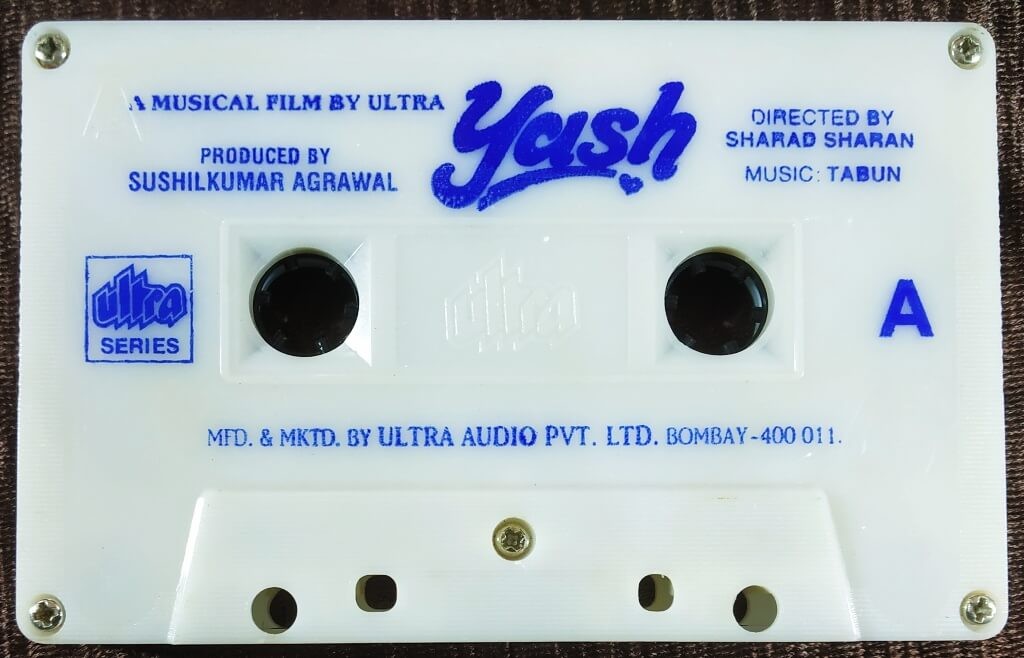 A MUSICAL FILM BY ULTRA
PRODUCED BY
SUSHILKUMAR AGRAWAL
Yash
DIRECTED BY
SHARAD SHARAN
MUSIC: TABUN
ultra
SERIES
ultra
A
MFD. & MKTD. BY ULTRA AUDIO PVT. LTD. BOMBAY-400 011.